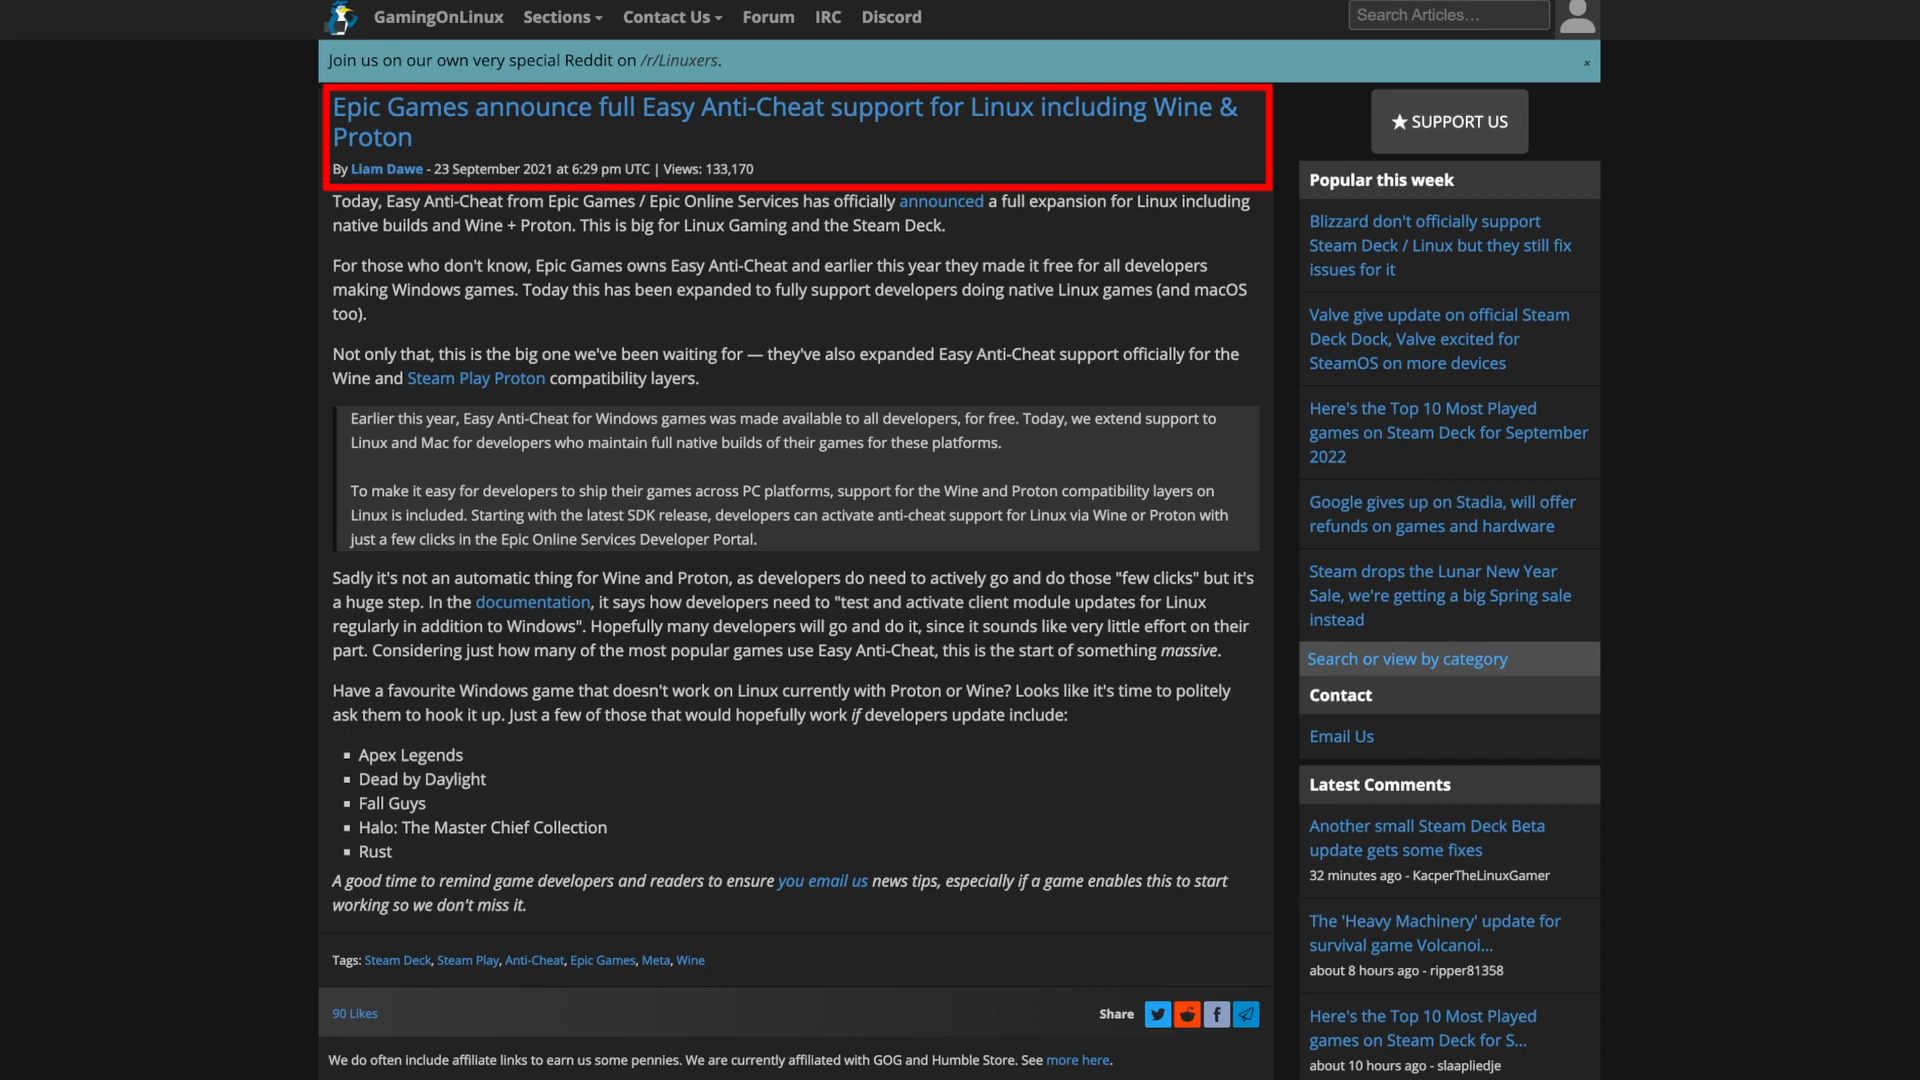 GamingOnLinux Sections Contact Us Forum IRC Discord
Search Articles...
Join us on our own very special Reddit on /r/Linuxers.
×
Epic Games announce full Easy Anti-Cheat support for Linux including Wine &
Proton
By Liam Dawe - 23 September 2021 at 6:29 pm UTC | Views: 133,170
Today, Easy Anti-Cheat from Epic Games / Epic Online Services has officially announced a full expansion for Linux including
native builds and Wine + Proton. This is big for Linux Gaming and the Steam Deck.
For those who don't know, Epic Games owns Easy Anti-Cheat and earlier this year they made it free for all developers
making Windows games. Today this has been expanded to fully support developers doing native Linux games (and macOS
too).
Not only that, this is the big one we've been waiting for — they've also expanded Easy Anti-Cheat support officially for the
Wine and Steam Play Proton compatibility layers.
Earlier this year, Easy Anti-Cheat for Windows games was made available to all developers, for free. Today, we extend support to
Linux and Mac for developers who maintain full native builds of their games for these platforms.
To make it easy for developers to ship their games across PC platforms, support for the Wine and Proton compatibility layers on
Linux is included. Starting with the latest SDK release, developers can activate anti-cheat support for Linux via Wine or Proton with
just a few clicks in the Epic Online Services Developer Portal.
Sadly it's not an automatic thing for Wine and Proton, as developers do need to actively go and do those "few clicks" but it's
a huge step. In the documentation, it says how developers need to "test and activate client module updates for Linux
regularly in addition to Windows". Hopefully many developers will go and do it, since it sounds like very little effort on their
part. Considering just how many of the most popular games use Easy Anti-Cheat, this is the start of something massive.
Have a favourite Windows game that doesn't work on Linux currently with Proton or Wine? Looks like it's time to politely
ask them to hook it up. Just a few of those that would hopefully work if developers update include:
Apex Legends
Dead by Daylight
Fall Guys
Halo: The Master Chief Collection
Rust
A good time to remind game developers and readers to ensure you email us news tips, especially if a game enables this to start
working so we don't miss it.
Tags: Steam Deck, Steam Play, Anti-Cheat, Epic Games, Meta, Wine
90 Likes
Share
We do often include affiliate links to earn us some pennies. We are currently affiliated with GOG and Humble Store. See more here.
★ SUPPORT US
Popular this week
Blizzard don't officially support
Steam Deck / Linux but they still fix
issues for it
Valve give update on official Steam
Deck Dock, Valve excited for
SteamOS on more devices
Here's the Top 10 Most Played
games on Steam Deck for September
2022
Google gives up on Stadia, will offer
refunds on games and hardware
Steam drops the Lunar New Year
Sale, we're getting a big Spring sale
instead
Search or view by category
Contact
Email Us
Latest Comments
Another small Steam Deck Beta
update gets some fixes
32 minutes ago - KacperTheLinuxGamer
The 'Heavy Machinery' update for
survival game Volcanoi...
about 8 hours ago - ripper81358
Here's the Top 10 Most Played
games on Steam Deck for S...
about 10 hours ago - slaapliedje